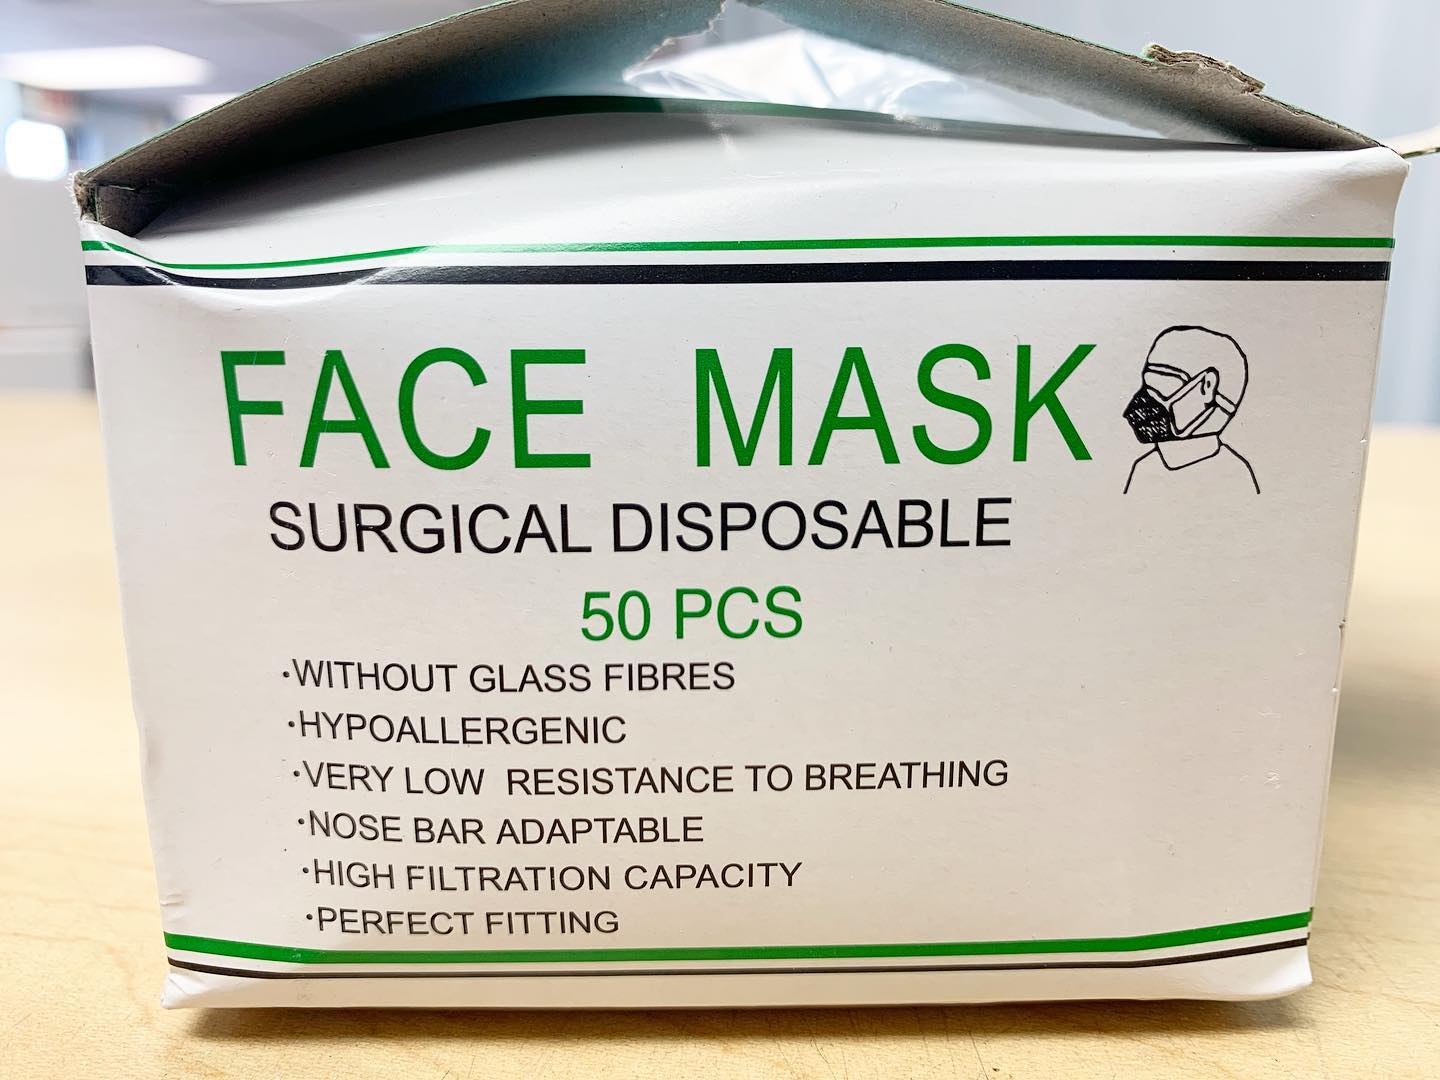 FACE MASK
SURGICAL DISPOSABLE
50 PCS
·WITHOUT GLASS FIBRES
·HYPOALLERGENIC
·VERY LOW RESISTANCE TO BREATHING
·NOSE BAR ADAPTABLE
·HIGH FILTRATION CAPACITY
·PERFECT FITTING